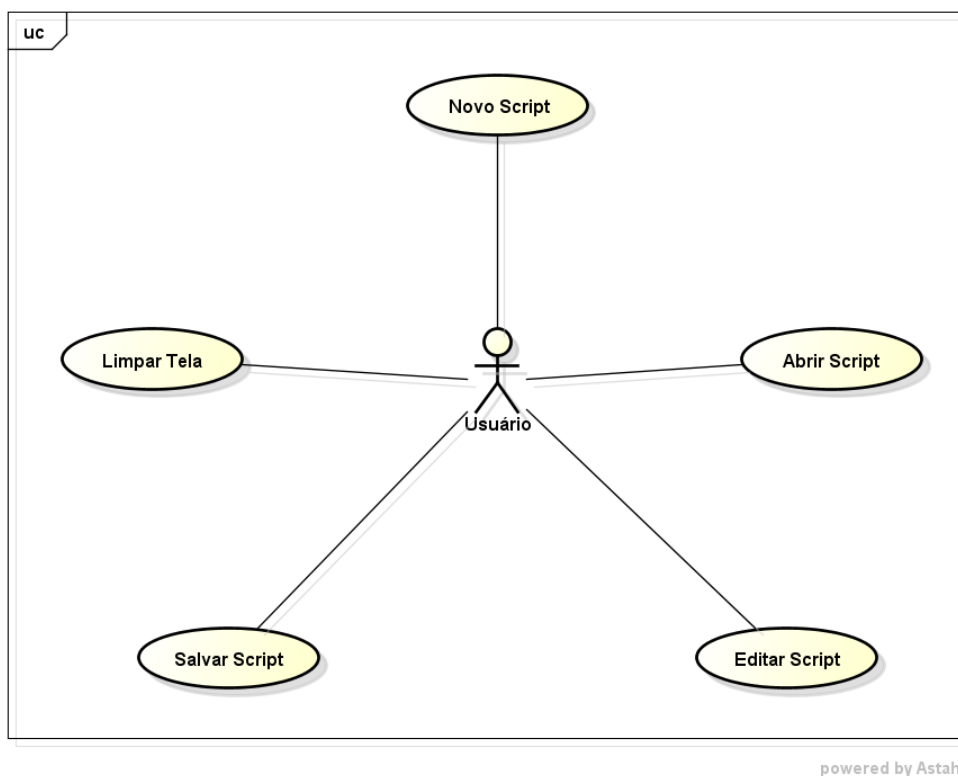 uc
Novo Script
Limpar Tela
Abrir Script
Usuário
Salvar Script
Editar Script
powered by Astah